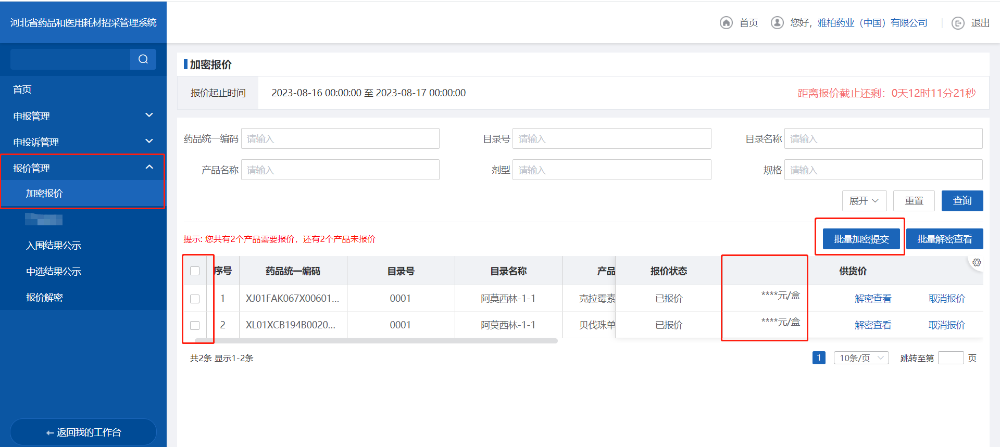 河北省药品和医用耗材招采管理系统
首页
您好，雅柏药业（中国）有限公司
退出
首页
申报管理
申投诉管理
报价管理
加密报价
入围结果公示
中选结果公示
报价解密
返回我的工作台
加密报价
报价起止时间
2023-08-16 00:00:00 至 2023-08-17 00:00:00
距离报价截止还剩：0天12时11分21秒
药品统一编码 请输入 目录号 请输入 目录名称 请输入
产品名称 请输入 剂型 请输入 规格 请输入
展开 重置 查询
提示: 您共有2个产品需要报价，还有2个产品未报价
批量加密提交 批量解密查看
序号 药品统一编码 目录号 目录名称 产品 报价状态 供货价
1 XJ01FAK067X00601... 0001 阿莫西林-1-1 克拉霉素 已报价 ****元/盒 解密查看 取消报价
2 XL01XCB194B0020... 0001 阿莫西林-1-1 贝伐珠单 已报价 ****元/盒 解密查看 取消报价
共2条 显示1-2条
1 10条/页 跳转至第 页